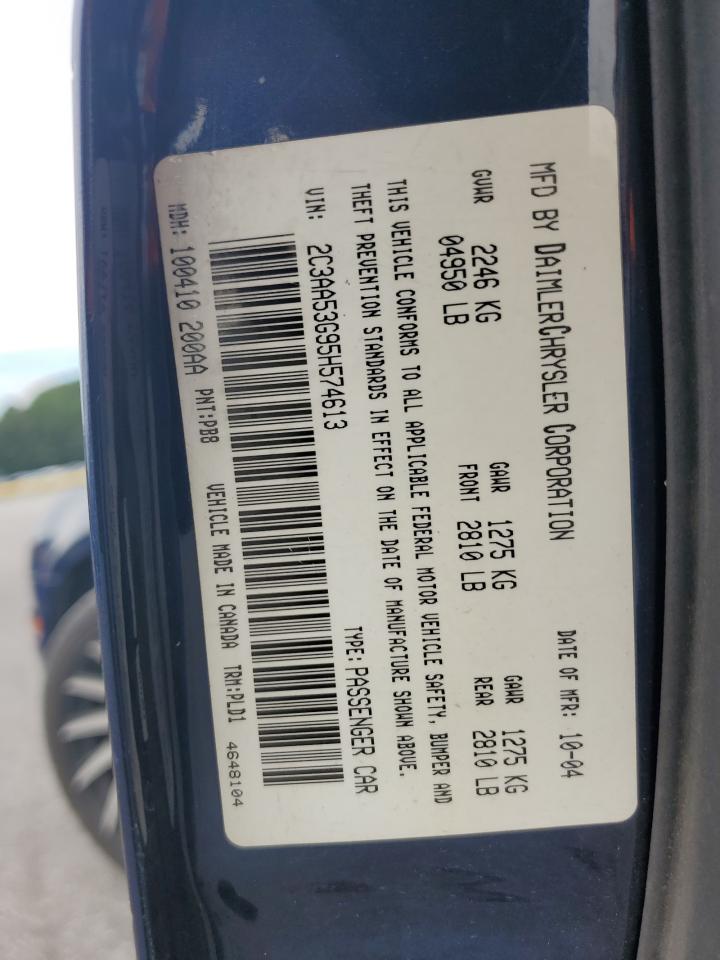 MFD BY DAIMLERCHRYSLER CORPORATION DATE OF MFR: 10-04
GVWR 2246 KG GAWR 1275 KG GAWR 1275 KG
04950 LB FRONT 2810 LB REAR 2810 LB
THIS VEHICLE CONFORMS TO ALL APPLICABLE FEDERAL MOTOR VEHICLE SAFETY, BUMPER AND
THEFT PREVENTION STANDARDS IN EFFECT ON THE DATE OF MANUFACTURE SHOWN ABOVE.
VIN: 2C3AA53G95H574613 TYPE: PASSENGER CAR
MDH: 100410 200AA PNT:PB8 VEHICLE MADE IN CANADA TRM:PLD1 4648104